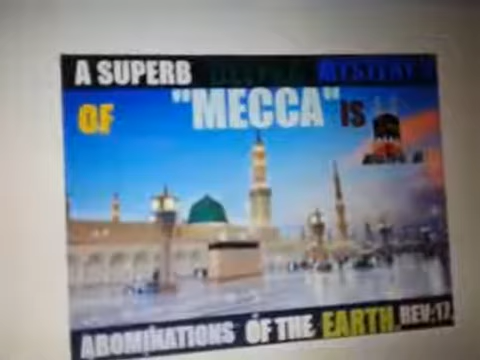 A SUPERB MYSTERY
OF "MECCA" IS
ABOMINATIONS OF THE EARTH REV:17